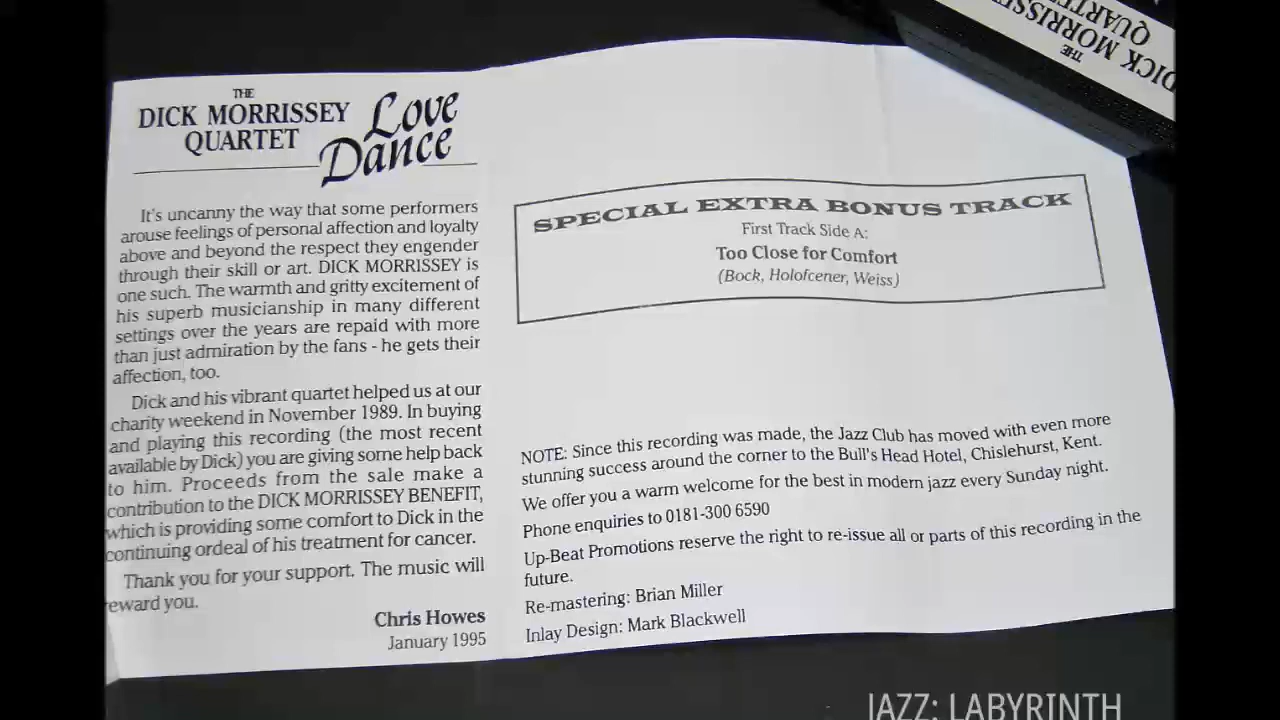 THE
DICK MORRISSEY
QUARTET
Love
Dance
It's uncanny the way that some performers
arouse feelings of personal affection and loyalty
above and beyond the respect they engender
through their skill or art. DICK MORRISSEY is
one such. The warmth and gritty excitement of
his superb musicianship in many different
settings over the years are repaid with more
than just admiration by the fans - he gets their
affection, too.
Dick and his vibrant quartet helped us at our
charity weekend in November 1989. In buying
and playing this recording (the most recent
available by Dick) you are giving some help back
to him. Proceeds from the sale make a
contribution to the DICK MORRISSEY BENEFIT,
which is providing some comfort to Dick in the
continuing ordeal of his treatment for cancer.
Thank you for your support. The music will
eward you.
Chris Howes
January 1995
SPECIAL EXTRA BONUS TRACK
First Track Side A:
Too Close for Comfort
(Bock, Holofcener, Weiss)
NOTE: Since this recording was made, the Jazz Club has moved with even more
stunning success around the corner to the Bull's Head Hotel, Chislehurst, Kent.
We offer you a warm welcome for the best in modern jazz every Sunday night.
Phone enquiries to 0181-300 6590
Up-Beat Promotions reserve the right to re-issue all or parts of this recording in the
future.
Re-mastering: Brian Miller
Inlay Design: Mark Blackwell
THE
DICK MORRISSE
QUARTE
JAZZ: LABYRINTH